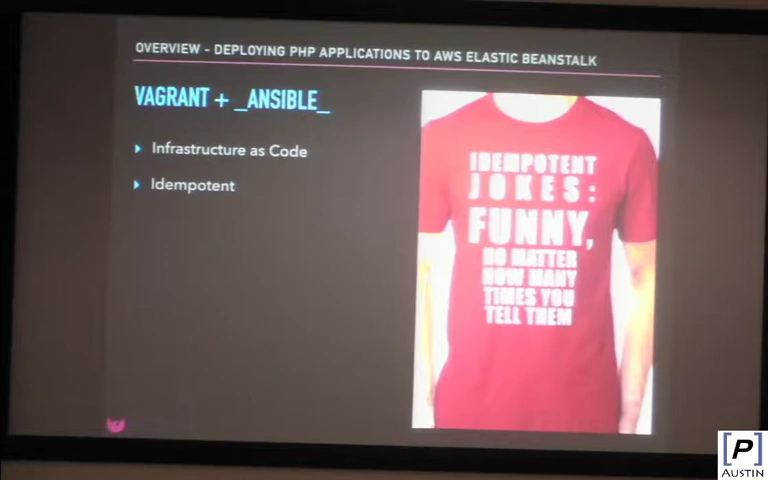 OVERVIEW - DEPLOYING PHP APPLICATIONS TO AWS ELASTIC BEANSTALK
VAGRANT + _ANSIBLE_
Infrastructure as Code
Idempotent
IDEMPOTENT
JOKES:
FUNNY,
NO MATTER
HOW MANY
TIMES YOU
TELL THEM
[P]
AUSTIN